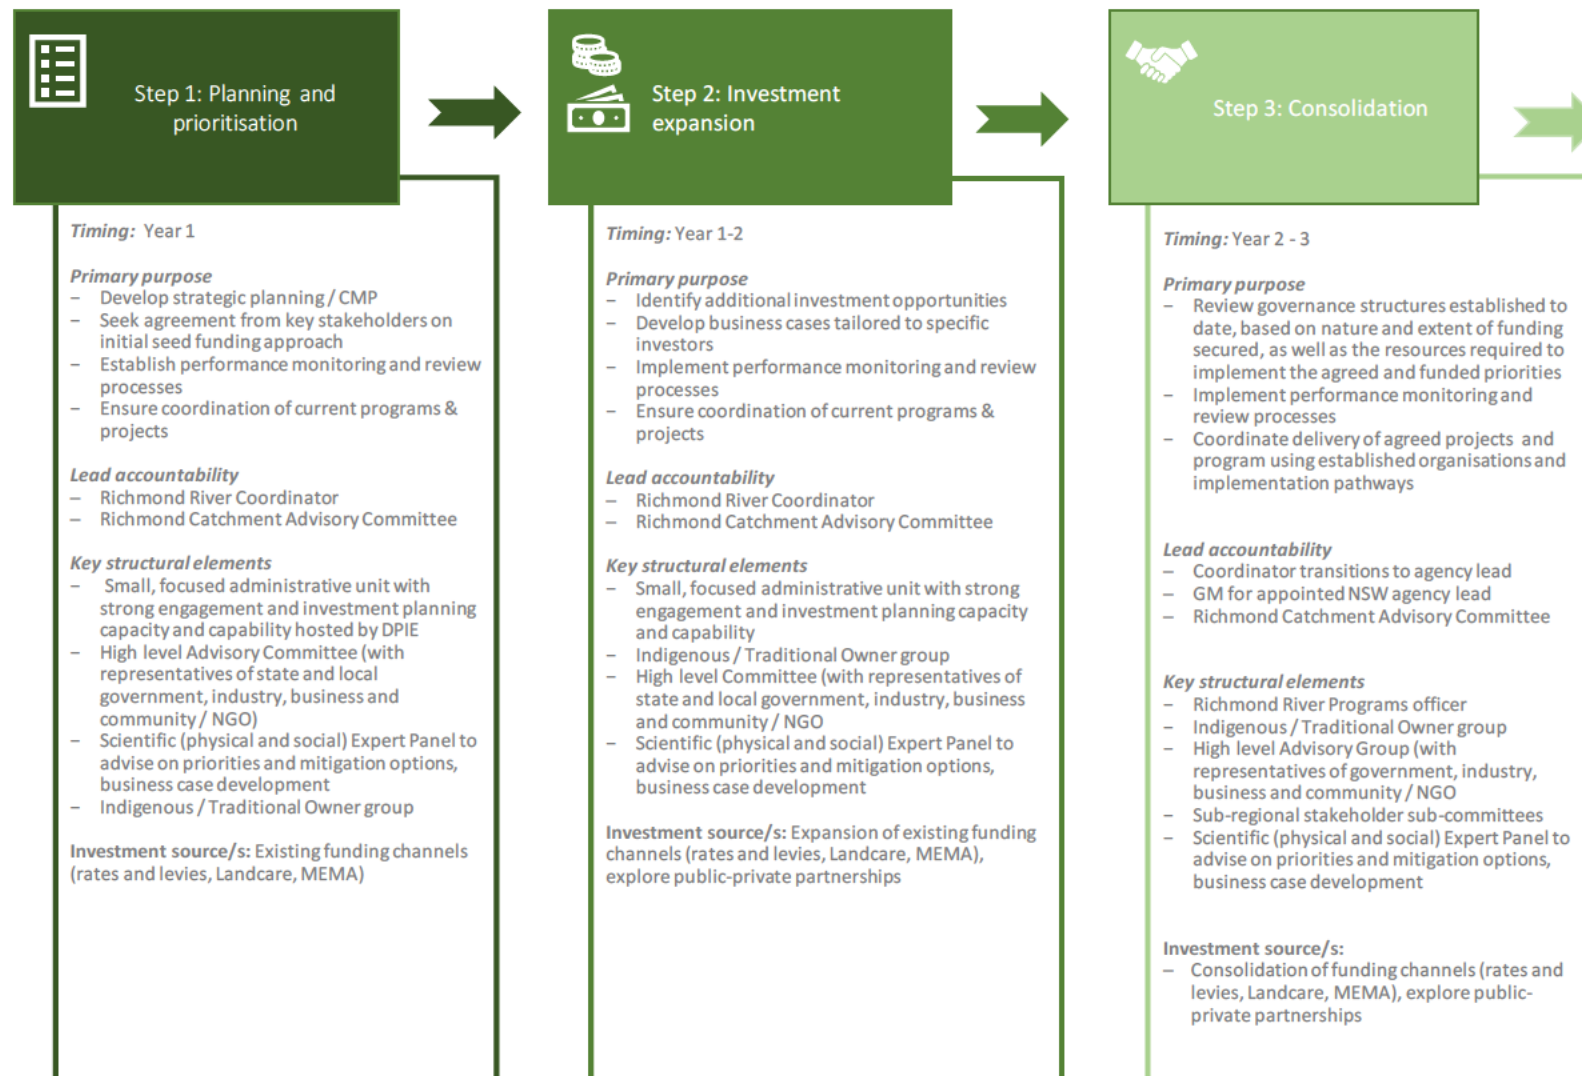 Step 1: Planning and
prioritisation
Timing: Year 1
Primary purpose
– Develop strategic planning / CMP
– Seek agreement from key stakeholders on
initial seed funding approach
– Establish performance monitoring and review
processes
– Ensure coordination of current programs &
projects
Lead accountability
– Richmond River Coordinator
– Richmond Catchment Advisory Committee
Key structural elements
– Small, focused administrative unit with
strong engagement and investment planning
capacity and capability hosted by DPIE
– High level Advisory Committee (with
representatives of state and local
government, industry, business and
community / NGO)
– Scientific (physical and social) Expert Panel to
advise on priorities and mitigation options,
business case development
– Indigenous / Traditional Owner group
Investment source/s: Existing funding channels
(rates and levies, Landcare, MEMA)
Step 2: Investment
expansion
Timing: Year 1-2
Primary purpose
– Identify additional investment opportunities
– Develop business cases tailored to specific
investors
– Implement performance monitoring and review
processes
– Ensure coordination of current programs &
projects
Lead accountability
– Richmond River Coordinator
– Richmond Catchment Advisory Committee
Key structural elements
– Small, focused administrative unit with strong
engagement and investment planning capacity
and capability
– Indigenous / Traditional Owner group
– High level Committee (with representatives of
state and local government, industry, business
and community / NGO
– Scientific (physical and social) Expert Panel to
advise on priorities and mitigation options,
business case development
Investment source/s: Expansion of existing funding
channels (rates and levies, Landcare, MEMA),
explore public-private partnerships
Step 3: Consolidation
Timing: Year 2 - 3
Primary purpose
– Review governance structures established to
date, based on nature and extent of funding
secured, as well as the resources required to
implement the agreed and funded priorities
– Implement performance monitoring and
review processes
– Coordinate delivery of agreed projects and
program using established organisations and
implementation pathways
Lead accountability
– Coordinator transitions to agency lead
– GM for appointed NSW agency lead
– Richmond Catchment Advisory Committee
Key structural elements
– Richmond River Programs officer
– Indigenous / Traditional Owner group
– High level Advisory Group (with
representatives of government, industry,
business and community / NGO
– Sub-regional stakeholder sub-committees
– Scientific (physical and social) Expert Panel to
advise on priorities and mitigation options,
business case development
Investment source/s:
– Consolidation of funding channels (rates and
levies, Landcare, MEMA), explore public-
private partnerships